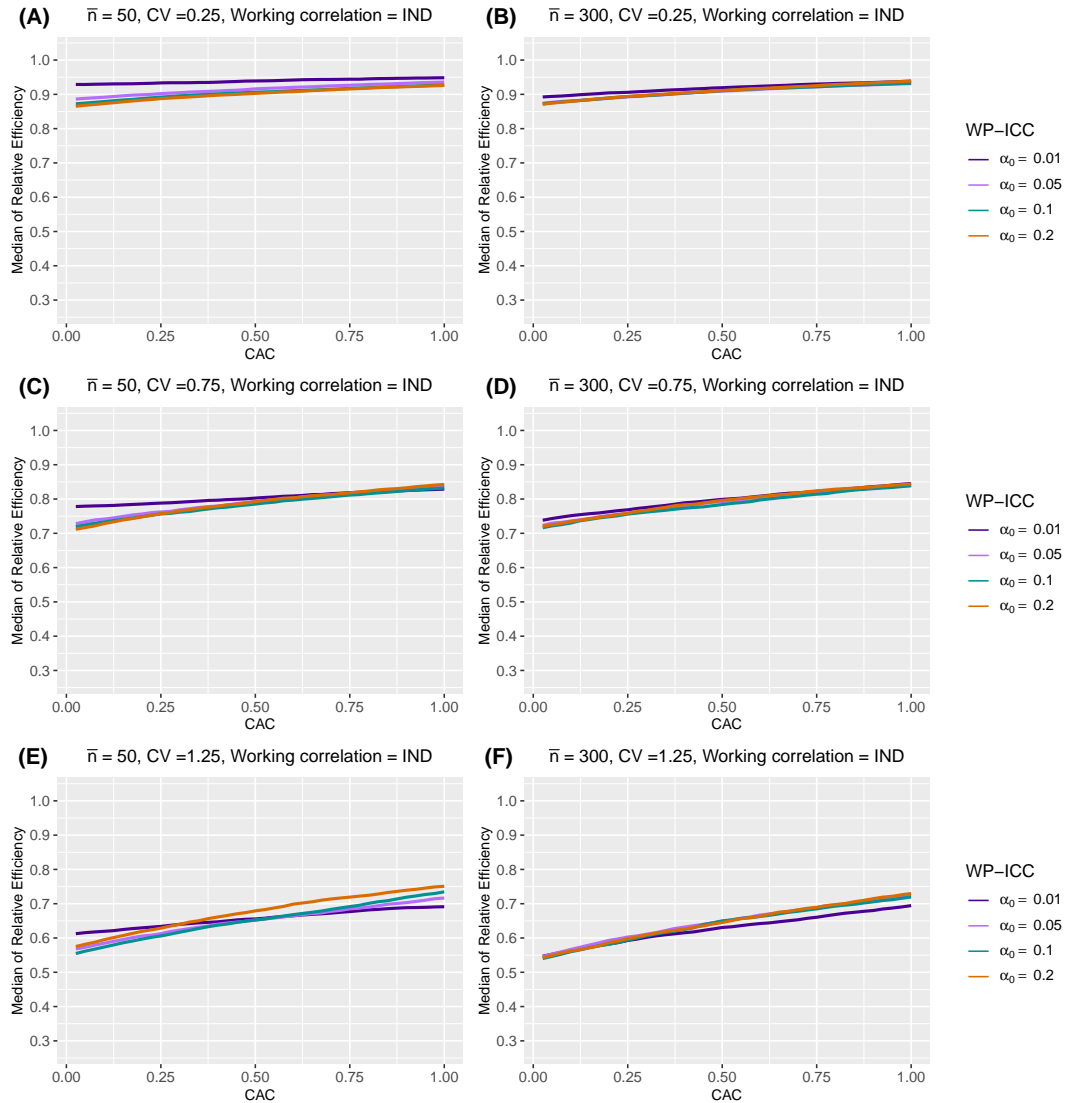 (A) n̅ = 50, CV =0.25, Working correlation = IND
Median of Relative Efficiency
1.0
0.9
0.8
0.7
0.6
0.5
0.4
0.3
0.00 0.25 0.50 0.75 1.00
CAC
(B) n̅ = 300, CV =0.25, Working correlation = IND
Median of Relative Efficiency
1.0
0.9
0.8
0.7
0.6
0.5
0.4
0.3
0.00 0.25 0.50 0.75 1.00
CAC
WP−ICC
α₀ = 0.01
α₀ = 0.05
α₀ = 0.1
α₀ = 0.2
(C) n̅ = 50, CV =0.75, Working correlation = IND
Median of Relative Efficiency
1.0
0.9
0.8
0.7
0.6
0.5
0.4
0.3
0.00 0.25 0.50 0.75 1.00
CAC
(D) n̅ = 300, CV =0.75, Working correlation = IND
Median of Relative Efficiency
1.0
0.9
0.8
0.7
0.6
0.5
0.4
0.3
0.00 0.25 0.50 0.75 1.00
CAC
WP−ICC
α₀ = 0.01
α₀ = 0.05
α₀ = 0.1
α₀ = 0.2
(E) n̅ = 50, CV =1.25, Working correlation = IND
Median of Relative Efficiency
1.0
0.9
0.8
0.7
0.6
0.5
0.4
0.3
0.00 0.25 0.50 0.75 1.00
CAC
(F) n̅ = 300, CV =1.25, Working correlation = IND
Median of Relative Efficiency
1.0
0.9
0.8
0.7
0.6
0.5
0.4
0.3
0.00 0.25 0.50 0.75 1.00
CAC
WP−ICC
α₀ = 0.01
α₀ = 0.05
α₀ = 0.1
α₀ = 0.2